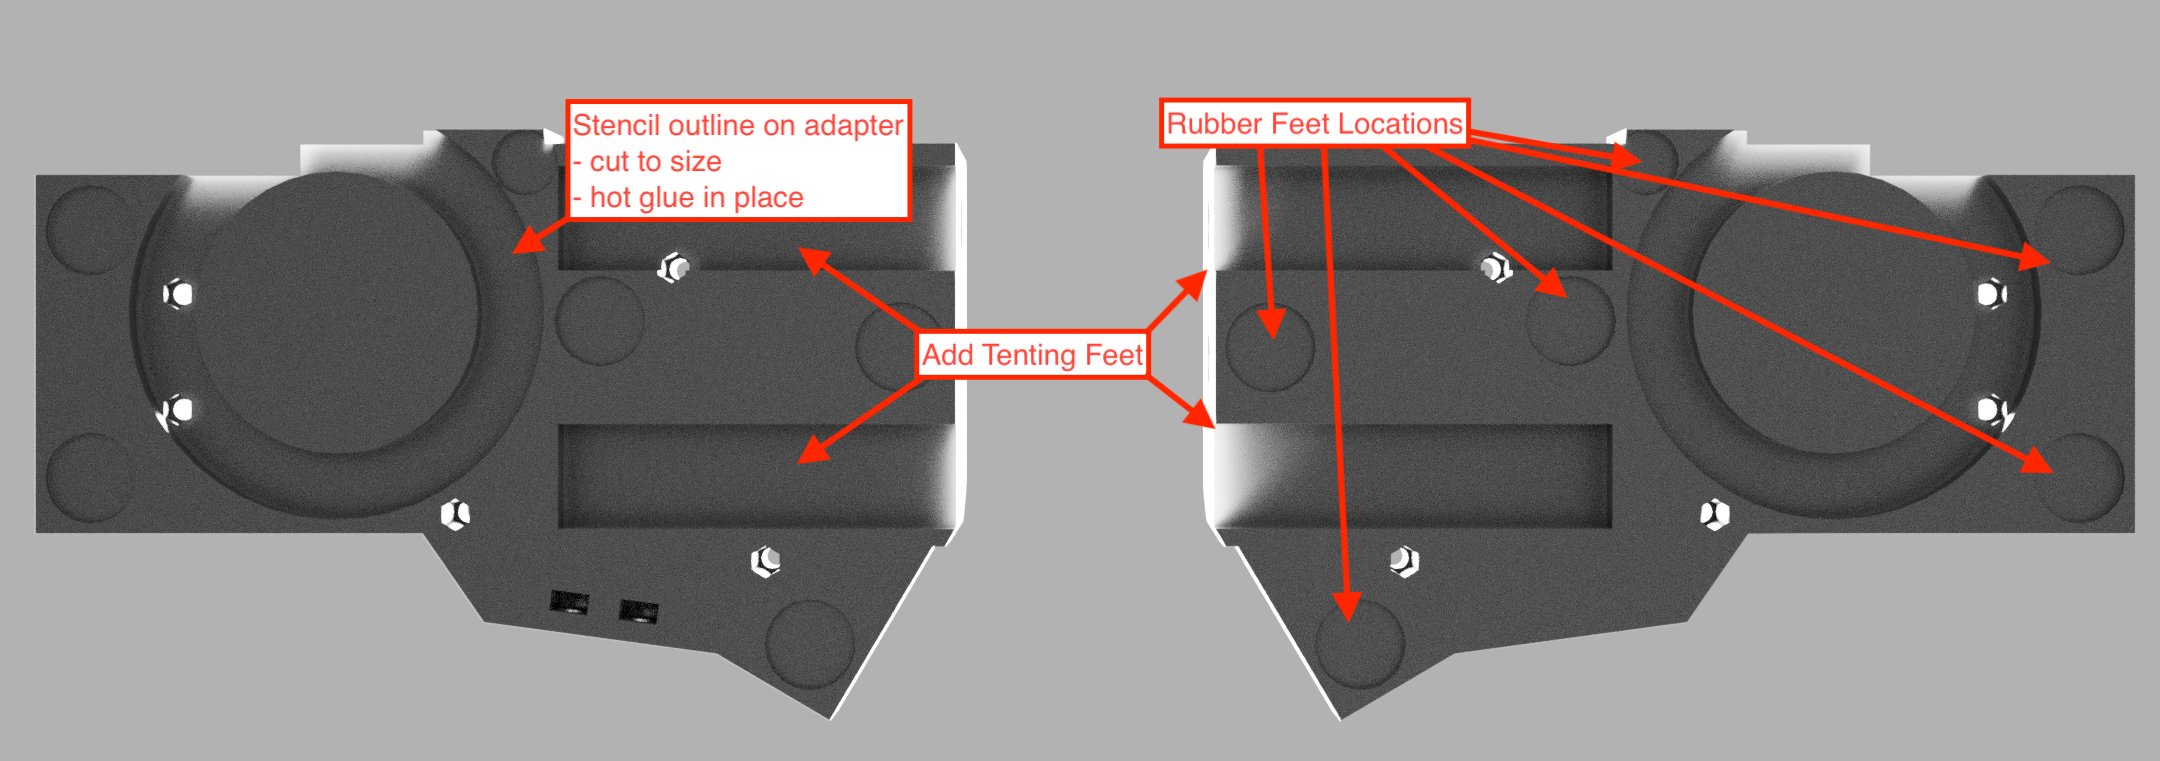 Stencil outline on adapter
- cut to size
- hot glue in place
Rubber Feet Locations
Add Tenting Feet